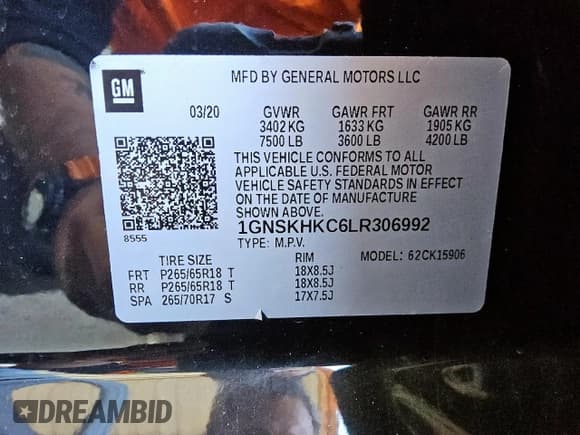 GM
MFD BY GENERAL MOTORS LLC
03/20 GVWR GAWR FRT GAWR RR
3402 KG 1633 KG 1905 KG
7500 LB 3600 LB 4200 LB
THIS VEHICLE CONFORMS TO ALL
APPLICABLE U.S. FEDERAL MOTOR
VEHICLE SAFETY STANDARDS IN EFFECT
ON THE DATE OF MANUFACTURE
SHOWN ABOVE.
8555
1GNSKHKC6LR306992
TYPE: M.P.V.
TIRE SIZE RIM MODEL: 62CK15906
FRT P265/65R18 T 18X8.5J
RR P265/65R18 T 18X8.5J
SPA 265/70R17 S 17X7.5J
DREAMBID